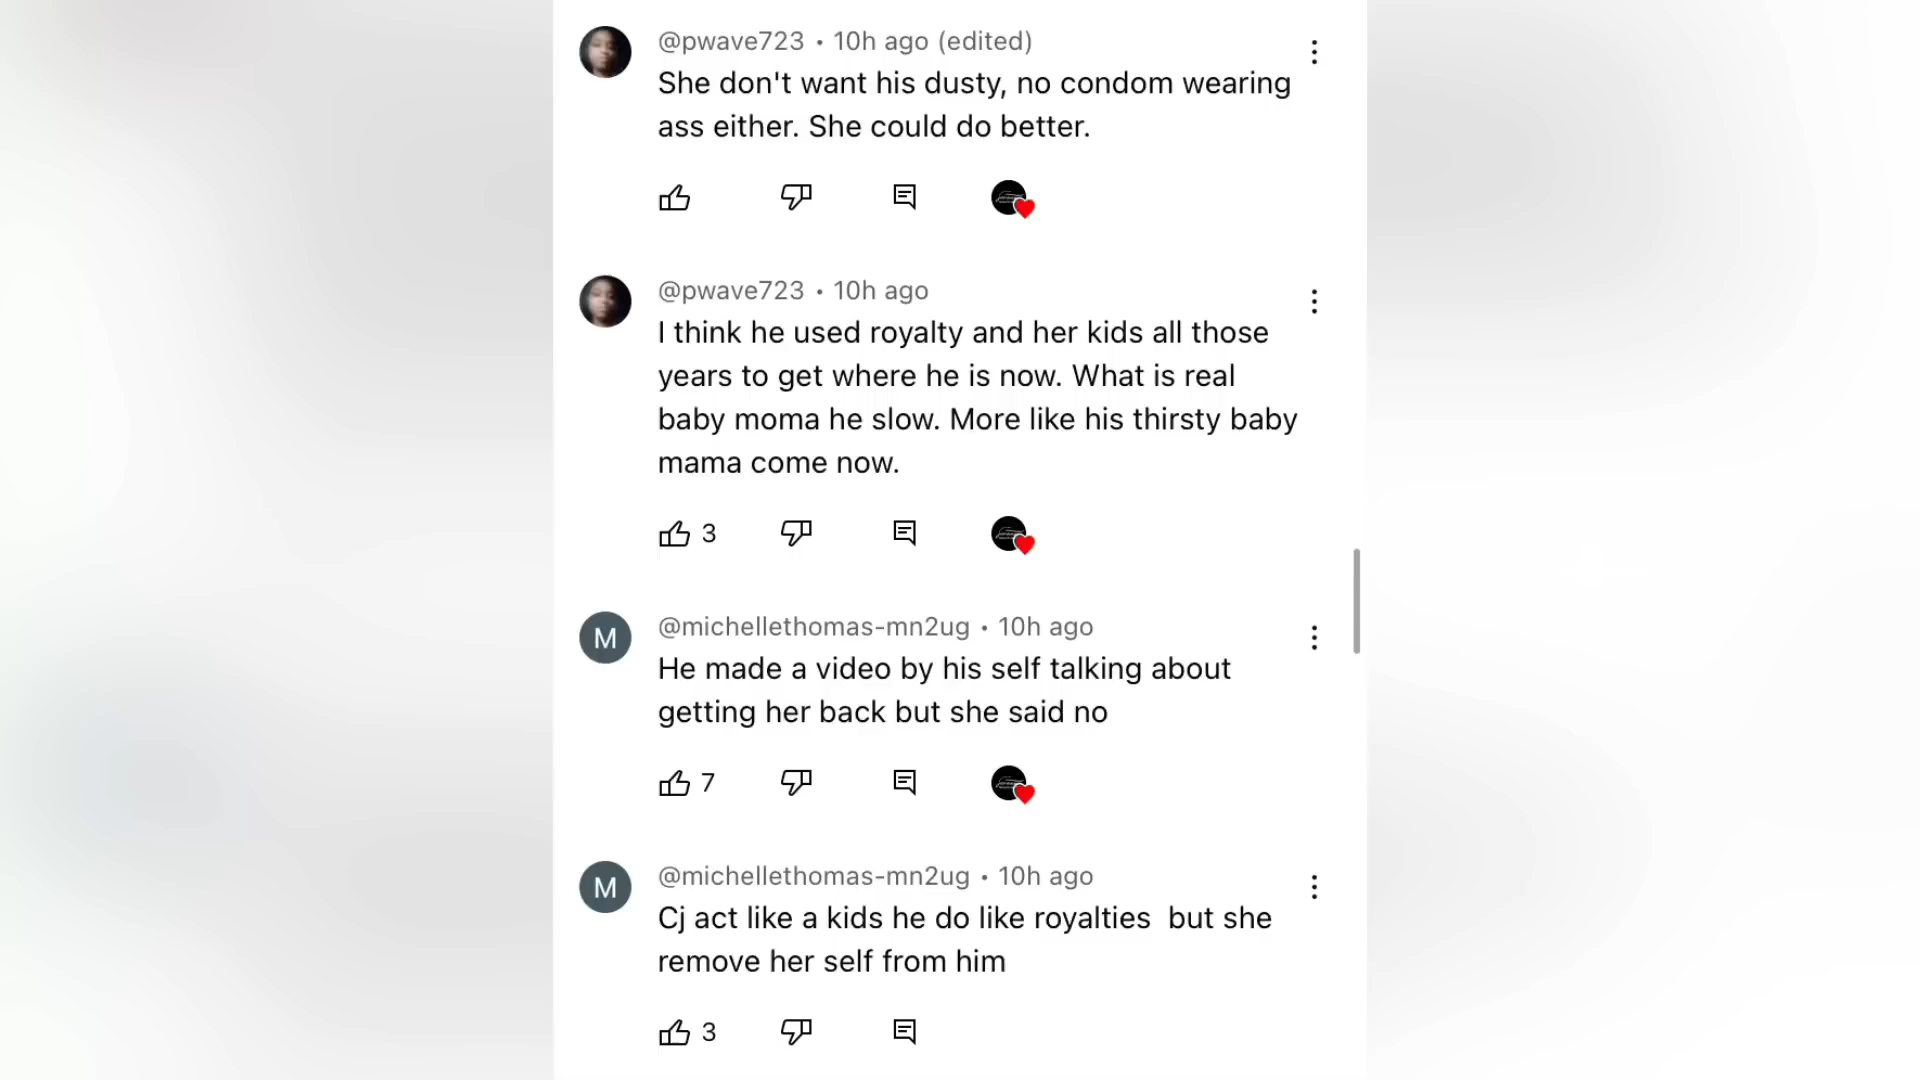 @pwave723 • 10h ago (edited)
She don't want his dusty, no condom wearing
ass either. She could do better.
@pwave723 • 10h ago
I think he used royalty and her kids all those
years to get where he is now. What is real
baby moma he slow. More like his thirsty baby
mama come now.
3
M
@michellethomas-mn2ug • 10h ago
He made a video by his self talking about
getting her back but she said no
7
M
@michellethomas-mn2ug • 10h ago
Cj act like a kids he do like royalties  but she
remove her self from him
3